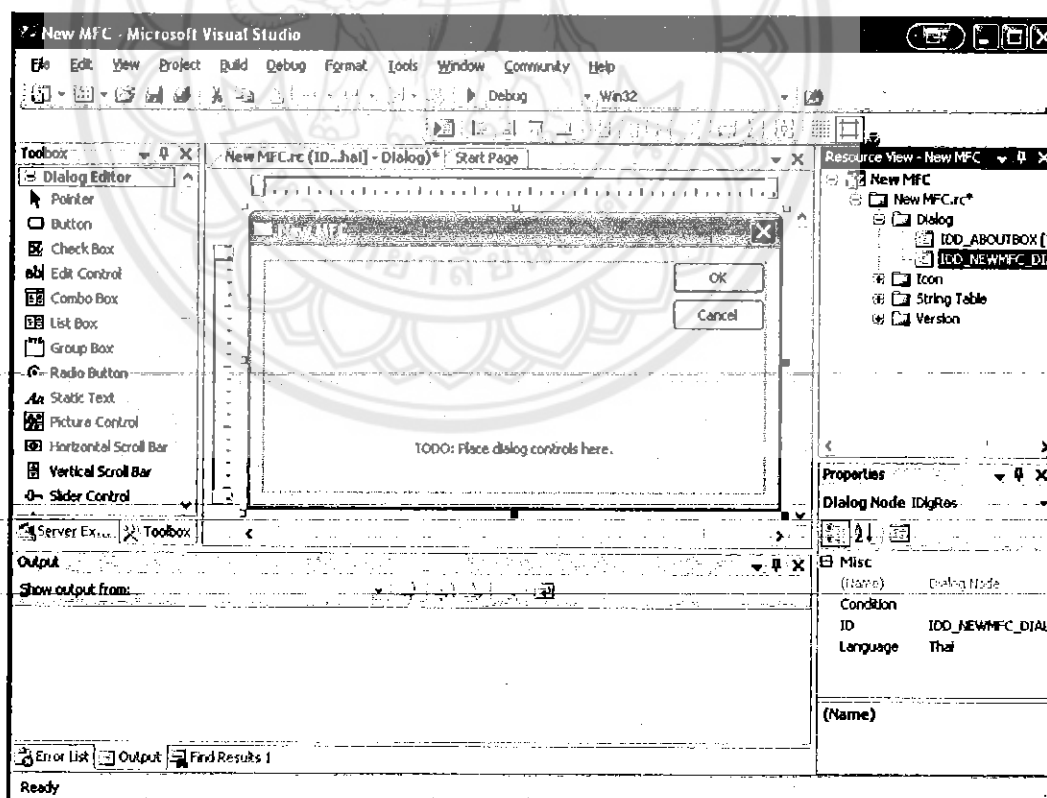 New MFC - Microsoft Visual Studio
File Edit View Project Build Debug Format Tools Window Community Help
Debug Win32
Toolbox
Dialog Editor
Pointer
Button
Check Box
Edit Control
Combo Box
List Box
Group Box
Radio Button
Static Text
Picture Control
Horizontal Scroll Bar
Vertical Scroll Bar
Slider Control
Server Ex... Toolbox
New MFC.rc (ID...hai] - Dialog)* Start Page
New MFC
OK
Cancel
TODO: Place dialog controls here.
Resource View - New MFC
New MFC
New MFC.rc*
Dialog
IDD_ABOUTBOX [
IDD_NEWMFC_DI
Icon
String Table
Version
Properties
Dialog Node IDlgRes
Misc
(Name) Dialog Node
Condition
ID IDD_NEWMFC_DIAL
Language Thai
(Name)
Output
Show output from:
Error List Output Find Results 1
Ready